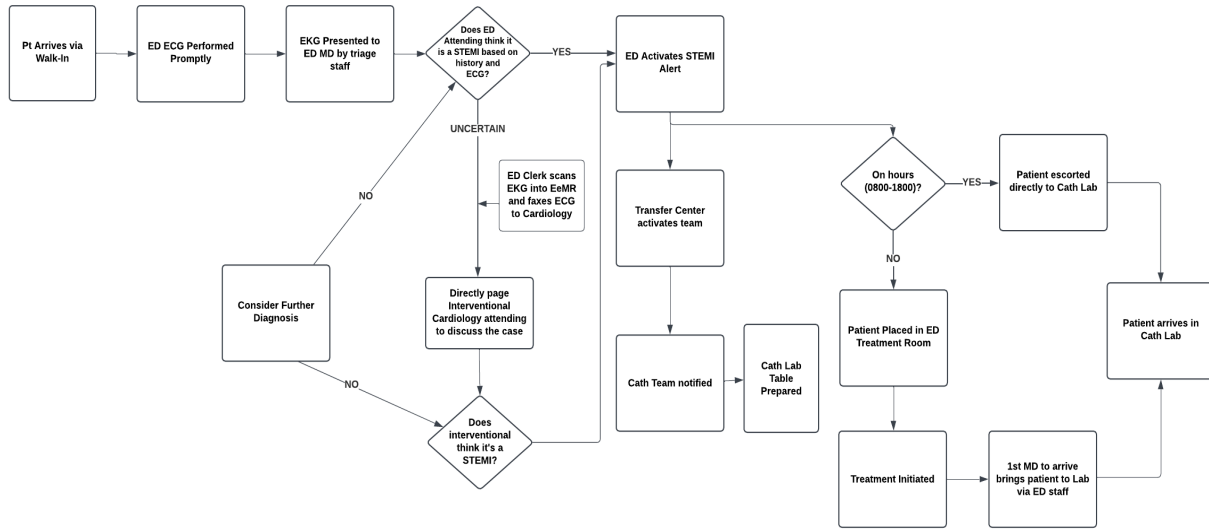 Pt Arrives via
Walk-In
ED ECG Performed
Promptly
EKG Presented to
ED MD by triage
staff
Does ED
Attending think it
is a STEMI based on
history and
ECG?
YES
ED Activates STEMI
Alert
UNCERTAIN
ED Clerk scans
EKG into EeMR
and faxes ECG
to Cardiology
NO
Consider Further
Diagnosis
Directly page
Interventional
Cardiology attending
to discuss the case
NO
Does
interventional
think it's a
STEMI?
Transfer Center
activates team
Cath Team notified
Cath Lab
Table
Prepared
On hours
(0800-1800)?
YES
Patient escorted
directly to Cath Lab
NO
Patient Placed in ED
Treatment Room
Treatment Initiated
1st MD to arrive
brings patient to Lab
via ED staff
Patient arrives in
Cath Lab